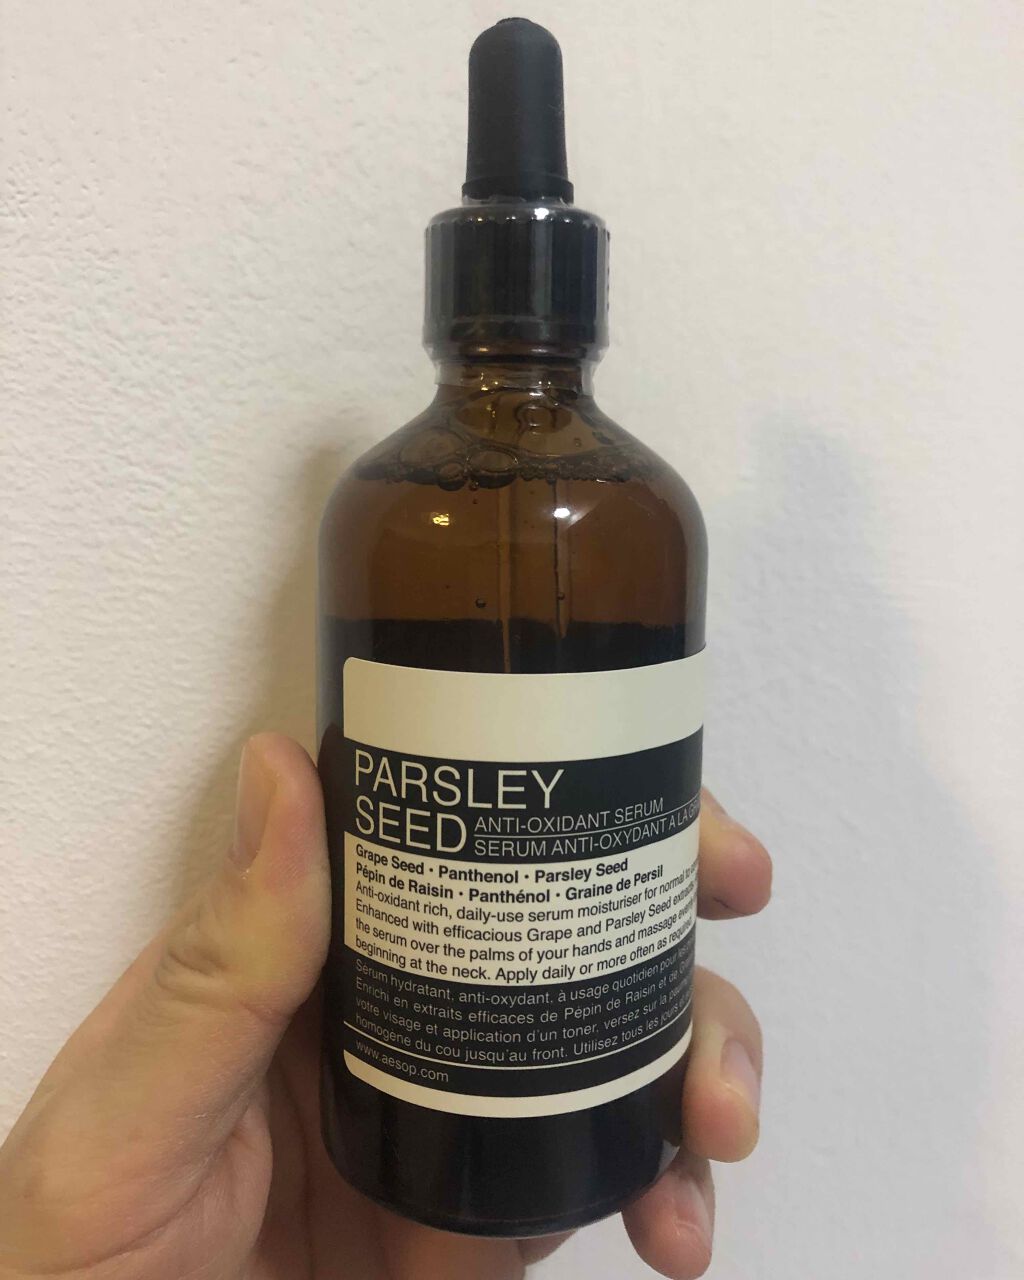 PARSLEY
SEED
ANTI-OXIDANT SERUM
SERUM ANTI-OXYDANT A LA
Grape Seed · Panthenol · Parsley Seed
Pépin de Raisin · Panthénol · Graine de Persil
Anti-oxidant rich, daily-use serum moisturiser for normal to
Enhanced with efficacious Grape and Parsley Seed extracts.
the serum over the palms of your hands and massage
beginning at the neck. Apply daily or more often as required.
Sérum hydratant, anti-oxydant, à usage quotidien pour les
Enrichi en extraits efficaces de Pépin de Raisin et de
votre visage et application d'un toner, versez sur la
homogène du cou jusqu'au front. Utilisez tous les jours
www.aesop.com